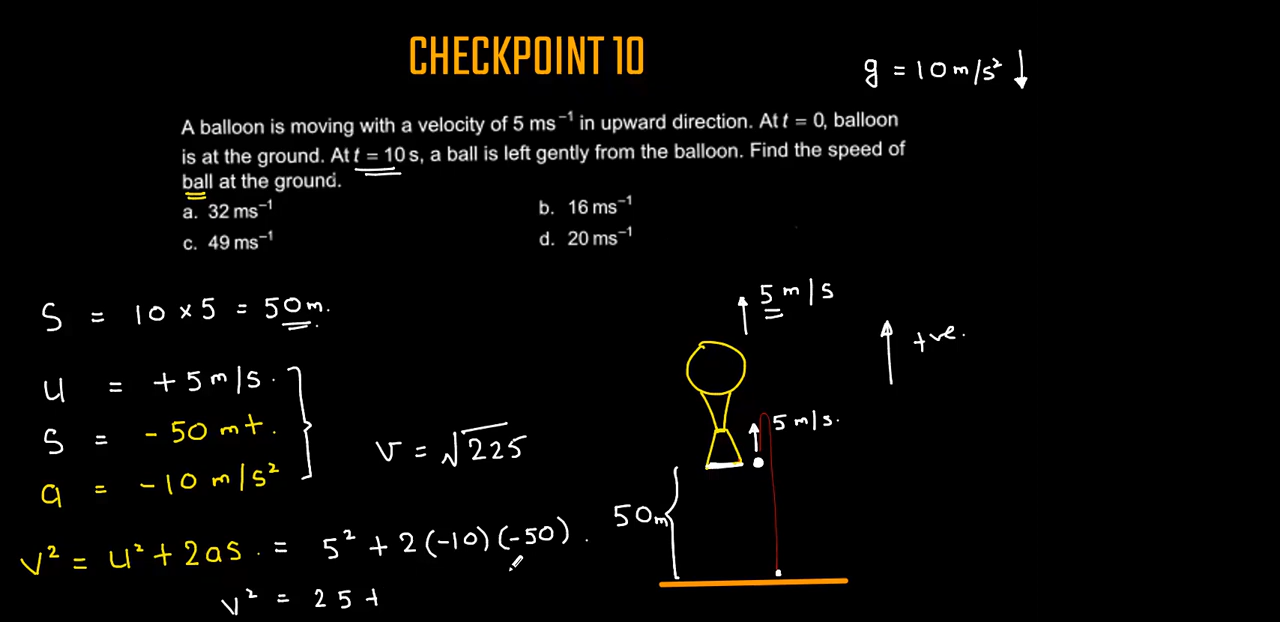 CHECKPOINT 10
g = 10 m/s² ↓
A balloon is moving with a velocity of 5 ms⁻¹ in upward direction. At t = 0, balloon
is at the ground. At t = 10 s, a ball is left gently from the balloon. Find the speed of
ball at the ground.
a. 32 ms⁻¹ b. 16 ms⁻¹
c. 49 ms⁻¹ d. 20 ms⁻¹
S = 10 × 5 = 50m.
u = +5 m/s.
S = -50 mt.
a = -10 m/s²
v = √225
v² = u² + 2as. = 5² + 2(-10)(-50).
v² = 25 +
5 m/s
+ve.
5 m/s.
50m